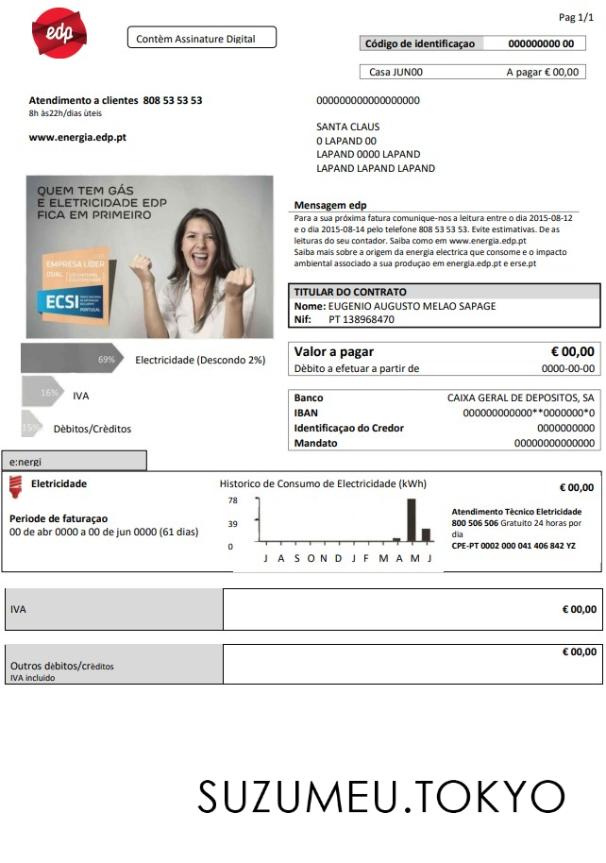 Pag 1/1
edp
Contèm Assinature Digital
Código de identificaçao 000000000 00
Casa JUN00 A pagar € 00,00
Atendimento a clientes 808 53 53 53
8h às22h/dias ùteis
www.energia.edp.pt
000000000000000000
SANTA CLAUS
0 LAPAND 00
LAPAND 0000 LAPAND
LAPAND LAPAND LAPAND
QUEM TEM GÁS
E ELETRICIDADE EDP
FICA EM PRIMEIRO
EMPRESA LÍDER
DUAL
ECSI
PORTUGAL
Mensagem edp
Para a sua próxima fatura comunique-nos a leitura entre o dia 2015-08-12
e o dia 2015-08-14 pelo telefone 808 53 53 53. Evite estimativas. De as
leituras do seu contador. Saiba como em www.energia.edp.pt
Saiba mais sobre a origem da energia electrica que consome e o impacto
ambiental associado a sua produçao em energia.edp.pt e erse.pt
TITULAR DO CONTRATO
Nome: EUGENIO AUGUSTO MELAO SAPAGE
Nif: PT 138968470
69% Electricidade (Descondo 2%)
16% IVA
15% Dèbitos/Crèditos
Valor a pagar € 00,00
Dèbito a efetuar a partir de 0000-00-00
Banco CAIXA GERAL DE DEPOSITOS, SA
IBAN 000000000000**0000000*0
Identificaçao do Credor 0000000000
Mandato 00000000000000
e:nergi
Eletricidade
Historico de Consumo de Electricidade (kWh)
€ 00,00
78
39
0
J A S O N D J F M A M J
Periode de faturaçao
00 de abr 0000 a 00 de jun 0000 (61 dias)
Atendimento Tècnico Eletricidade
800 506 506 Gratuito 24 horas por
dia
CPE-PT 0002 000 041 406 842 YZ
IVA € 00,00
Outros dèbitos/crèditos € 00,00
IVA incluido
SUZUMEU.TOKYO